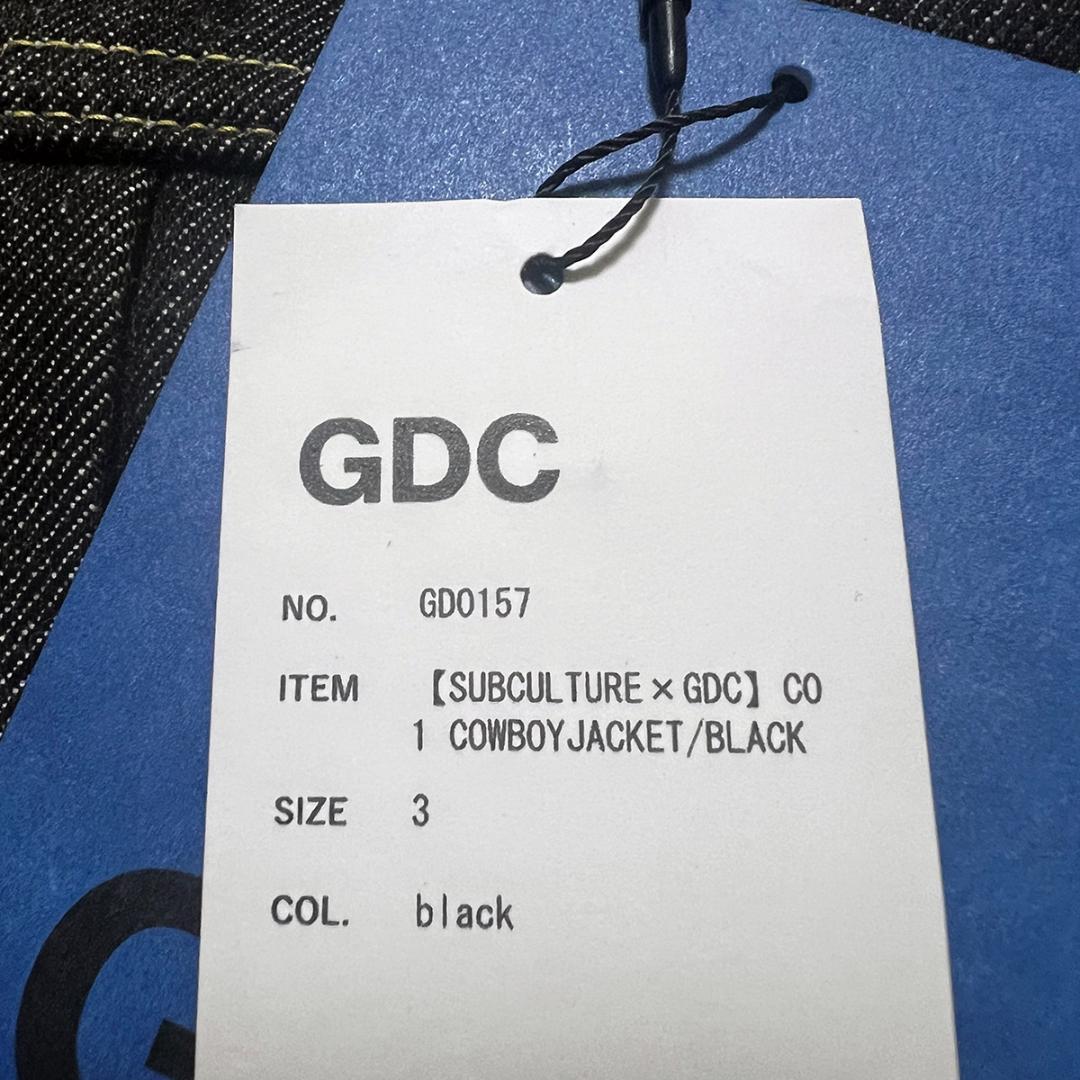 GDC
NO. GD0157
ITEM 【SUBCULTURE×GDC】 CO
1 COWBOYJACKET/BLACK
SIZE 3
COL. black
G